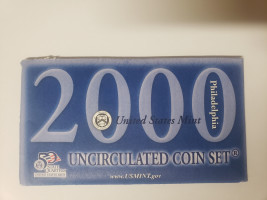 2000
United States Mint
Philadelphia
UNCIRCULATED COIN SET®
www.USMINT.gov